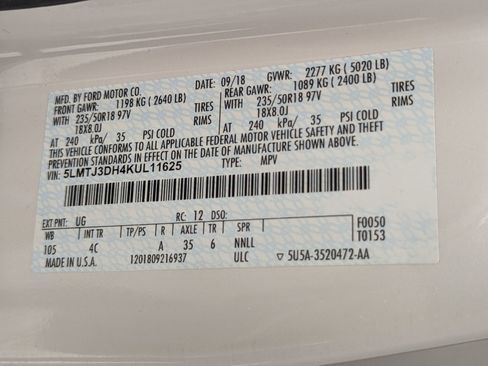 MFD. BY FORD MOTOR CO. DATE: 09/18 GVWR: 2277 KG ( 5020 LB)
FRONT GAWR: 1198 KG ( 2640 LB) REAR GAWR: 1089 KG ( 2400 LB)
WITH 235/50R18 97V TIRES WITH 235/50R18 97V TIRES
18X8.0J RIMS 18X8.0J RIMS
AT 240 kPa/ 35 PSI COLD AT 240 kPa/ 35 PSI COLD
THIS VEHICLE CONFORMS TO ALL APPLICABLE FEDERAL MOTOR VEHICLE SAFETY AND THEFT
PREVENTION STANDARDS IN EFFECT ON THE DATE OF MANUFACTURE SHOWN ABOVE.
VIN: 5LMTJ3DH4KUL11625 TYPE: MPV
EXT PNT: UG RC: 12 DSO: F0050
WB INT TR TP/PS R AXLE TR SPR T0153
105 4C A 35 6 NNLL
MADE IN U.S.A. 1201809216937 ULC ▽ 5U5A-3520472-AA